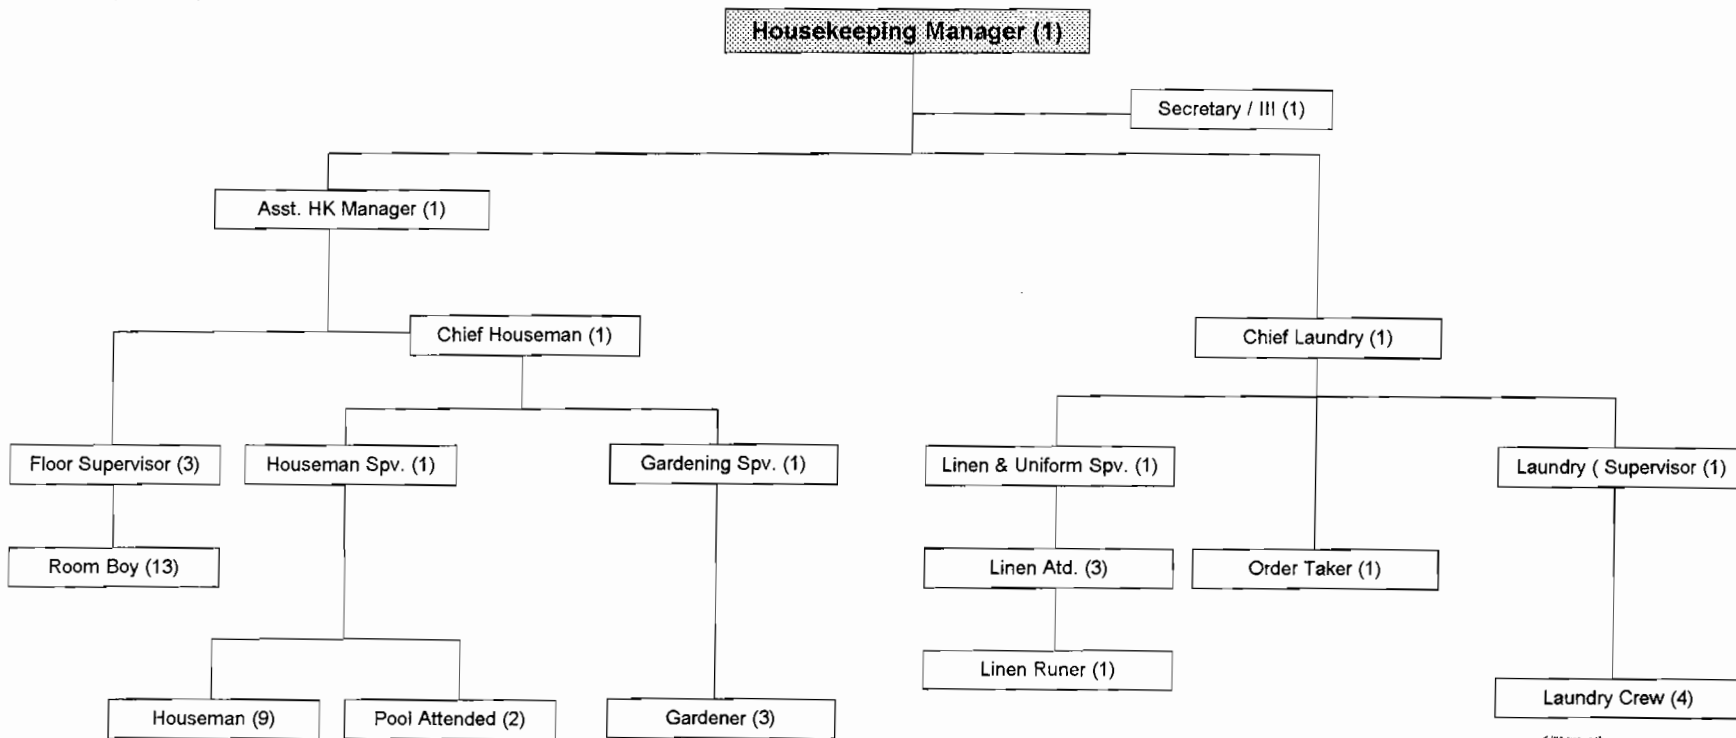 Housekeeping Manager (1)
Secretary / III (1)
Asst. HK Manager (1)
Chief Houseman (1)
Chief Laundry (1)
Floor Supervisor (3)
Houseman Spv. (1)
Gardening Spv. (1)
Linen & Uniform Spv. (1)
Laundry ( Supervisor (1)
Room Boy (13)
Linen Atd. (3)
Order Taker (1)
Linen Runer (1)
Laundry Crew (4)
Houseman (9)
Pool Attended (2)
Gardener (3)